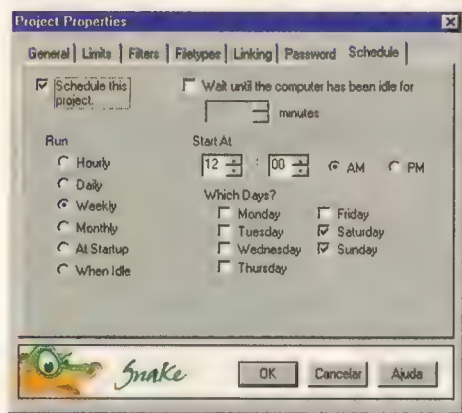 Project Properties
General Limits Filters Filetypes Linking Password Schedule
Schedule this project.
Wait until the computer has been idle for
minutes
Run
Hourly
Daily
Weekly
Monthly
At Startup
When Idle
Start At
12 : 00 AM PM
Which Days?
Monday
Tuesday
Wednesday
Thursday
Friday
Saturday
Sunday
Snake
OK Cancelar Ajuda